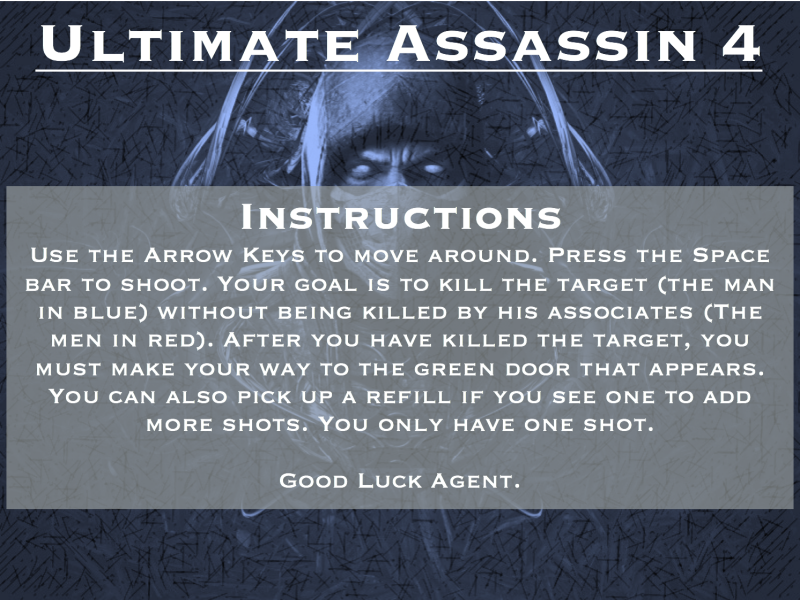 Ultimate Assassin 4
Instructions
Use the Arrow Keys to move around. Press the Space
bar to shoot. Your goal is to kill the target (the man
in blue) without being killed by his associates (The
men in red). After you have killed the target, you
must make your way to the green door that appears.
You can also pick up a refill if you see one to add
more shots. You only have one shot.
Good Luck Agent.